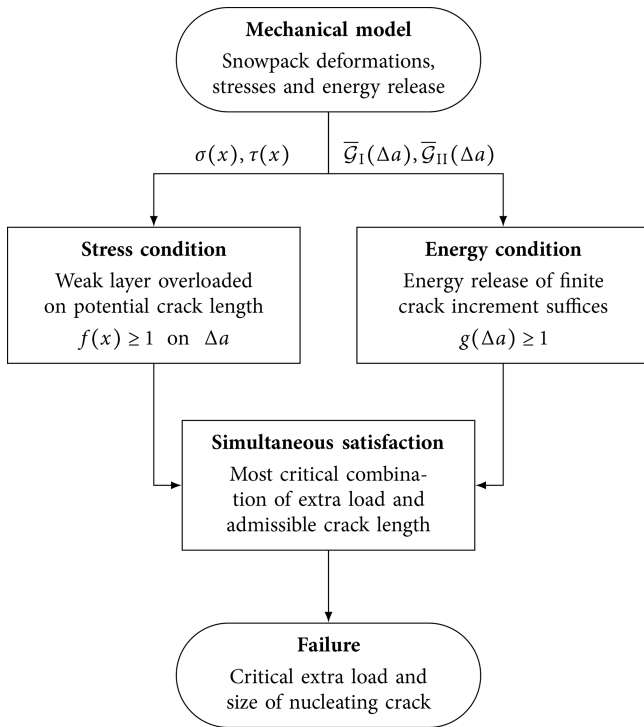 Mechanical model
Snowpack deformations,
stresses and energy release
σ(x), τ(x)
𝒢̅_I(Δa), 𝒢̅_II(Δa)
Stress condition
Weak layer overloaded
on potential crack length
f(x) ≥ 1 on Δa
Energy condition
Energy release of finite
crack increment suffices
g(Δa) ≥ 1
Simultaneous satisfaction
Most critical combina-
tion of extra load and
admissible crack length
Failure
Critical extra load and
size of nucleating crack